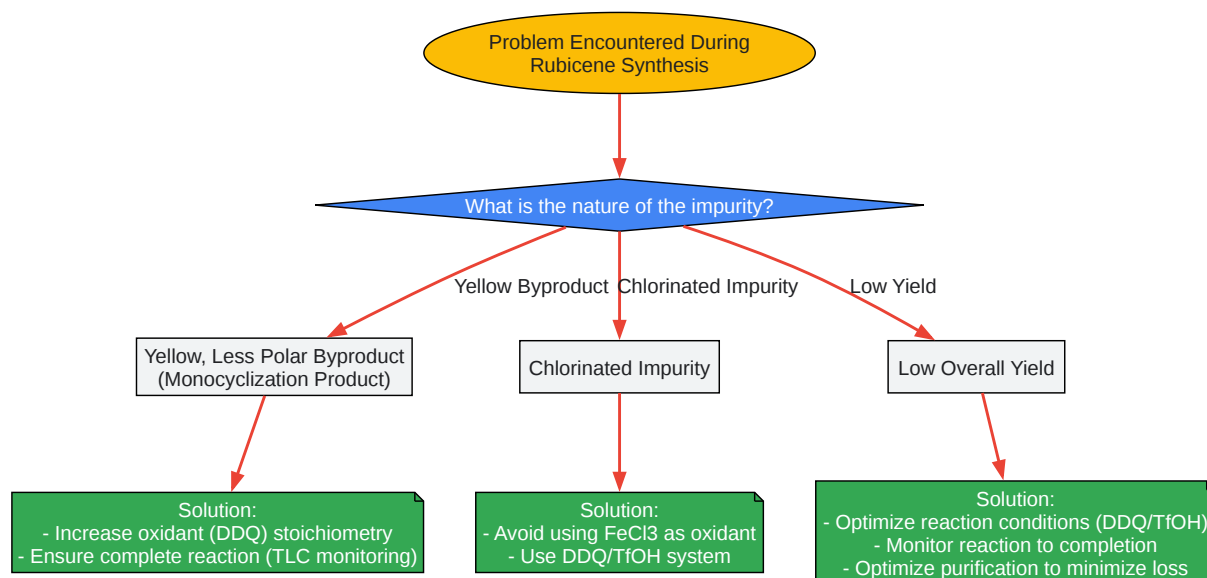 Problem Encountered During
Rubicene Synthesis
What is the nature of the impurity?
Yellow Byproduct
Chlorinated Impurity
Low Yield
Yellow, Less Polar Byproduct
(Monocyclization Product)
Chlorinated Impurity
Low Overall Yield
Solution:
- Increase oxidant (DDQ) stoichiometry
- Ensure complete reaction (TLC monitoring)
Solution:
- Avoid using FeCl3 as oxidant
- Use DDQ/TfOH system
Solution:
- Optimize reaction conditions (DDQ/TfOH)
- Monitor reaction to completion
- Optimize purification to minimize loss